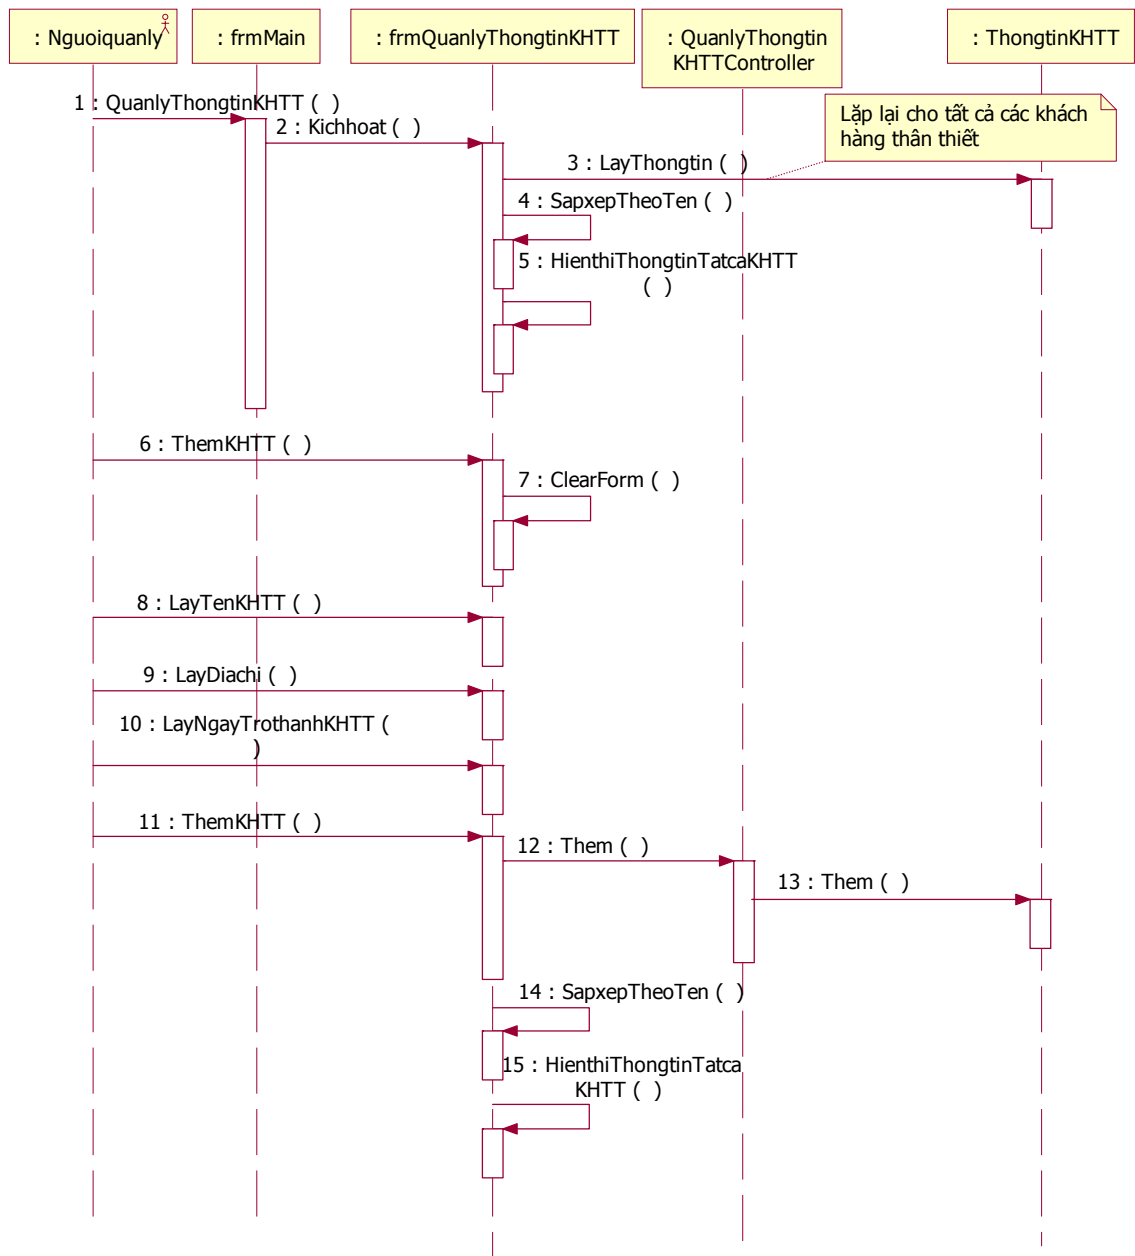 : Nguoiquanly
: frmMain
: frmQuanlyThongtinKHTT
: QuanlyThongtin
KHTTController
: ThongtinKHTT
1 : QuanlyThongtinKHTT ( )
2 : Kichhoat ( )
Lặp lại cho tất cả các khách
hàng thân thiết
3 : LayThongtin ( )
4 : SapxepTheoTen ( )
5 : HienthiThongtinTatcaKHTT
( )
6 : ThemKHTT ( )
7 : ClearForm ( )
8 : LayTenKHTT ( )
9 : LayDiachi ( )
10 : LayNgayTrothanhKHTT (
)
11 : ThemKHTT ( )
12 : Them ( )
13 : Them ( )
14 : SapxepTheoTen ( )
15 : HienthiThongtinTatca
KHTT ( )